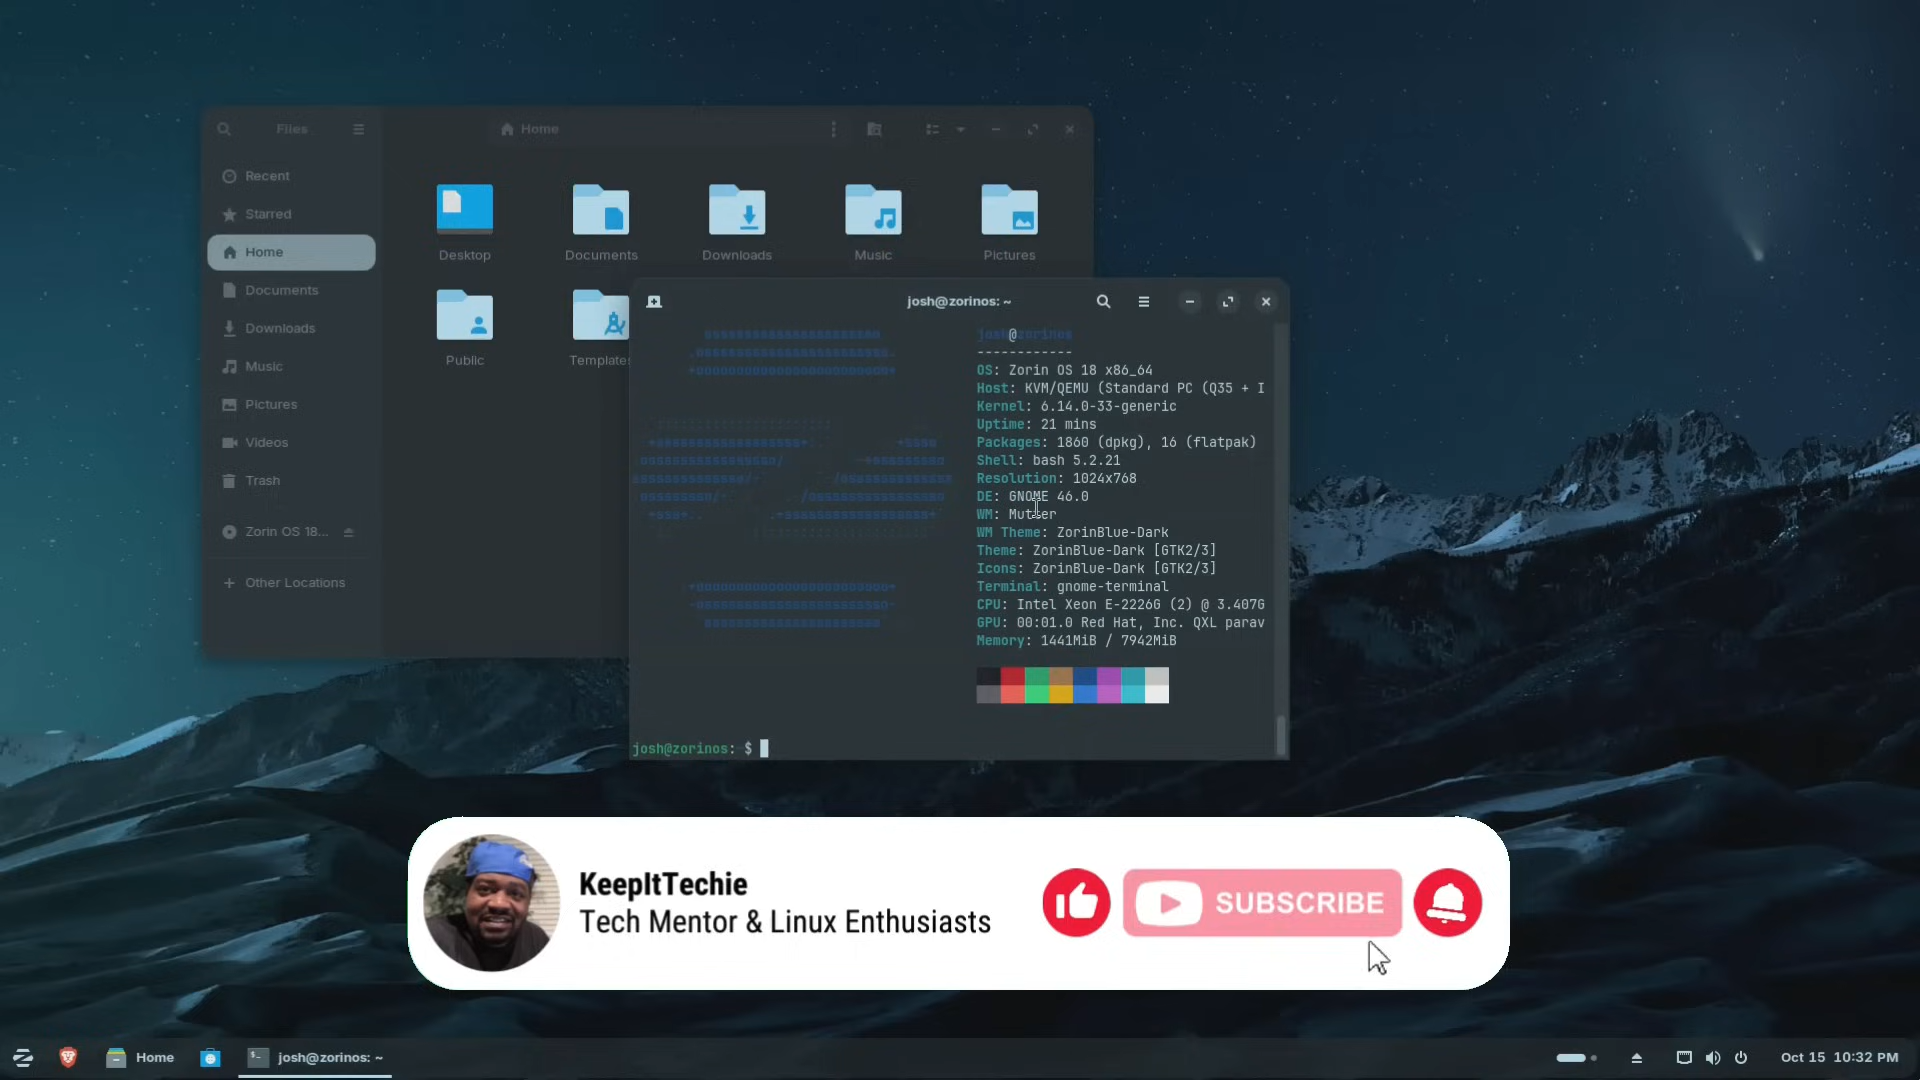 Files
Home
Recent
Starred
Home
Documents
Downloads
Music
Pictures
Videos
Trash
Zorin OS 18...
Other Locations
Desktop
Documents
Downloads
Music
Pictures
Public
Templates
josh@zorinos: ~
josh@zorinos
------------
OS: Zorin OS 18 x86_64
Host: KVM/QEMU (Standard PC (Q35 + I
Kernel: 6.14.0-33-generic
Uptime: 21 mins
Packages: 1860 (dpkg), 16 (flatpak)
Shell: bash 5.2.21
Resolution: 1024x768
DE: GNOME 46.0
WM: Mutter
WM Theme: ZorinBlue-Dark
Theme: ZorinBlue-Dark [GTK2/3]
Icons: ZorinBlue-Dark [GTK2/3]
Terminal: gnome-terminal
CPU: Intel Xeon E-2226G (2) @ 3.407G
GPU: 00:01.0 Red Hat, Inc. QXL parav
Memory: 1441MiB / 7942MiB
josh@zorinos: $
KeepItTechie
Tech Mentor & Linux Enthusiasts
SUBSCRIBE
Home
josh@zorinos: ~
Oct 15 10:32 PM